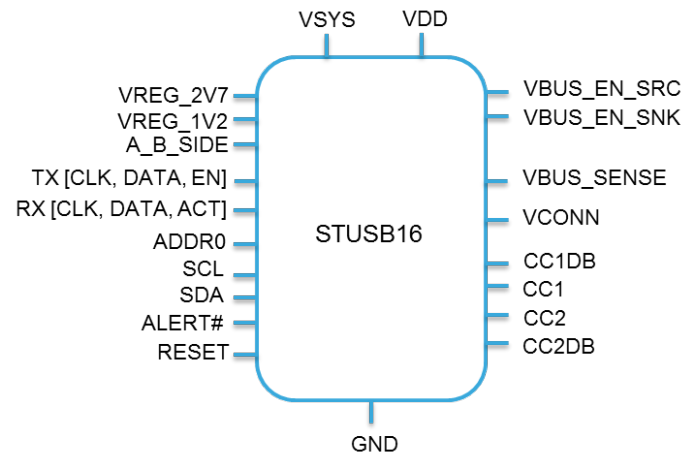 VSYS
VDD
VREG_2V7
VREG_1V2
A_B_SIDE
TX [CLK, DATA, EN]
RX [CLK, DATA, ACT]
ADDR0
SCL
SDA
ALERT#
RESET
STUSB16
VBUS_EN_SRC
VBUS_EN_SNK
VBUS_SENSE
VCONN
CC1DB
CC1
CC2
CC2DB
GND